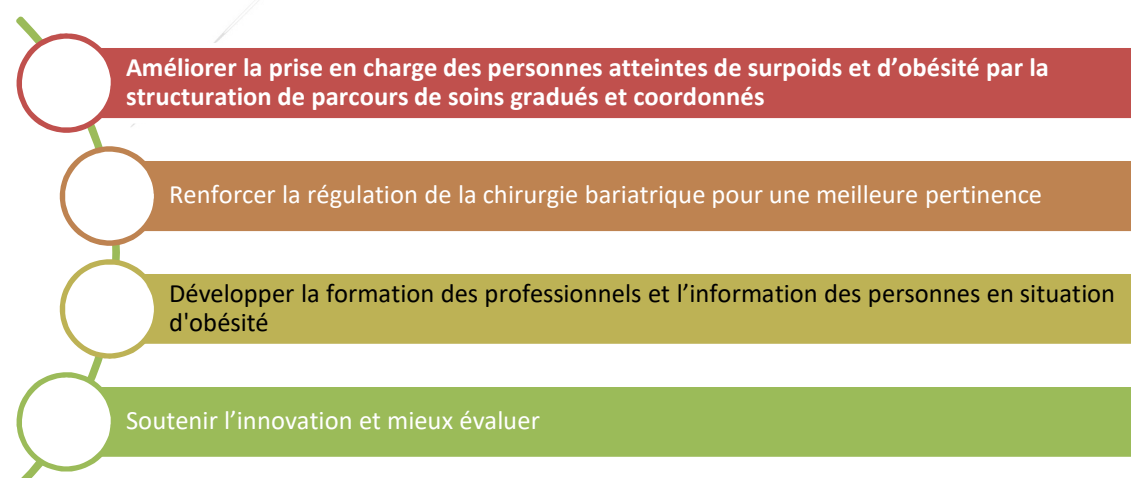 Améliorer la prise en charge des personnes atteintes de surpoids et d’obésité par la
structuration de parcours de soins gradués et coordonnés
Renforcer la régulation de la chirurgie bariatrique pour une meilleure pertinence
Développer la formation des professionnels et l’information des personnes en situation
d'obésité
Soutenir l’innovation et mieux évaluer